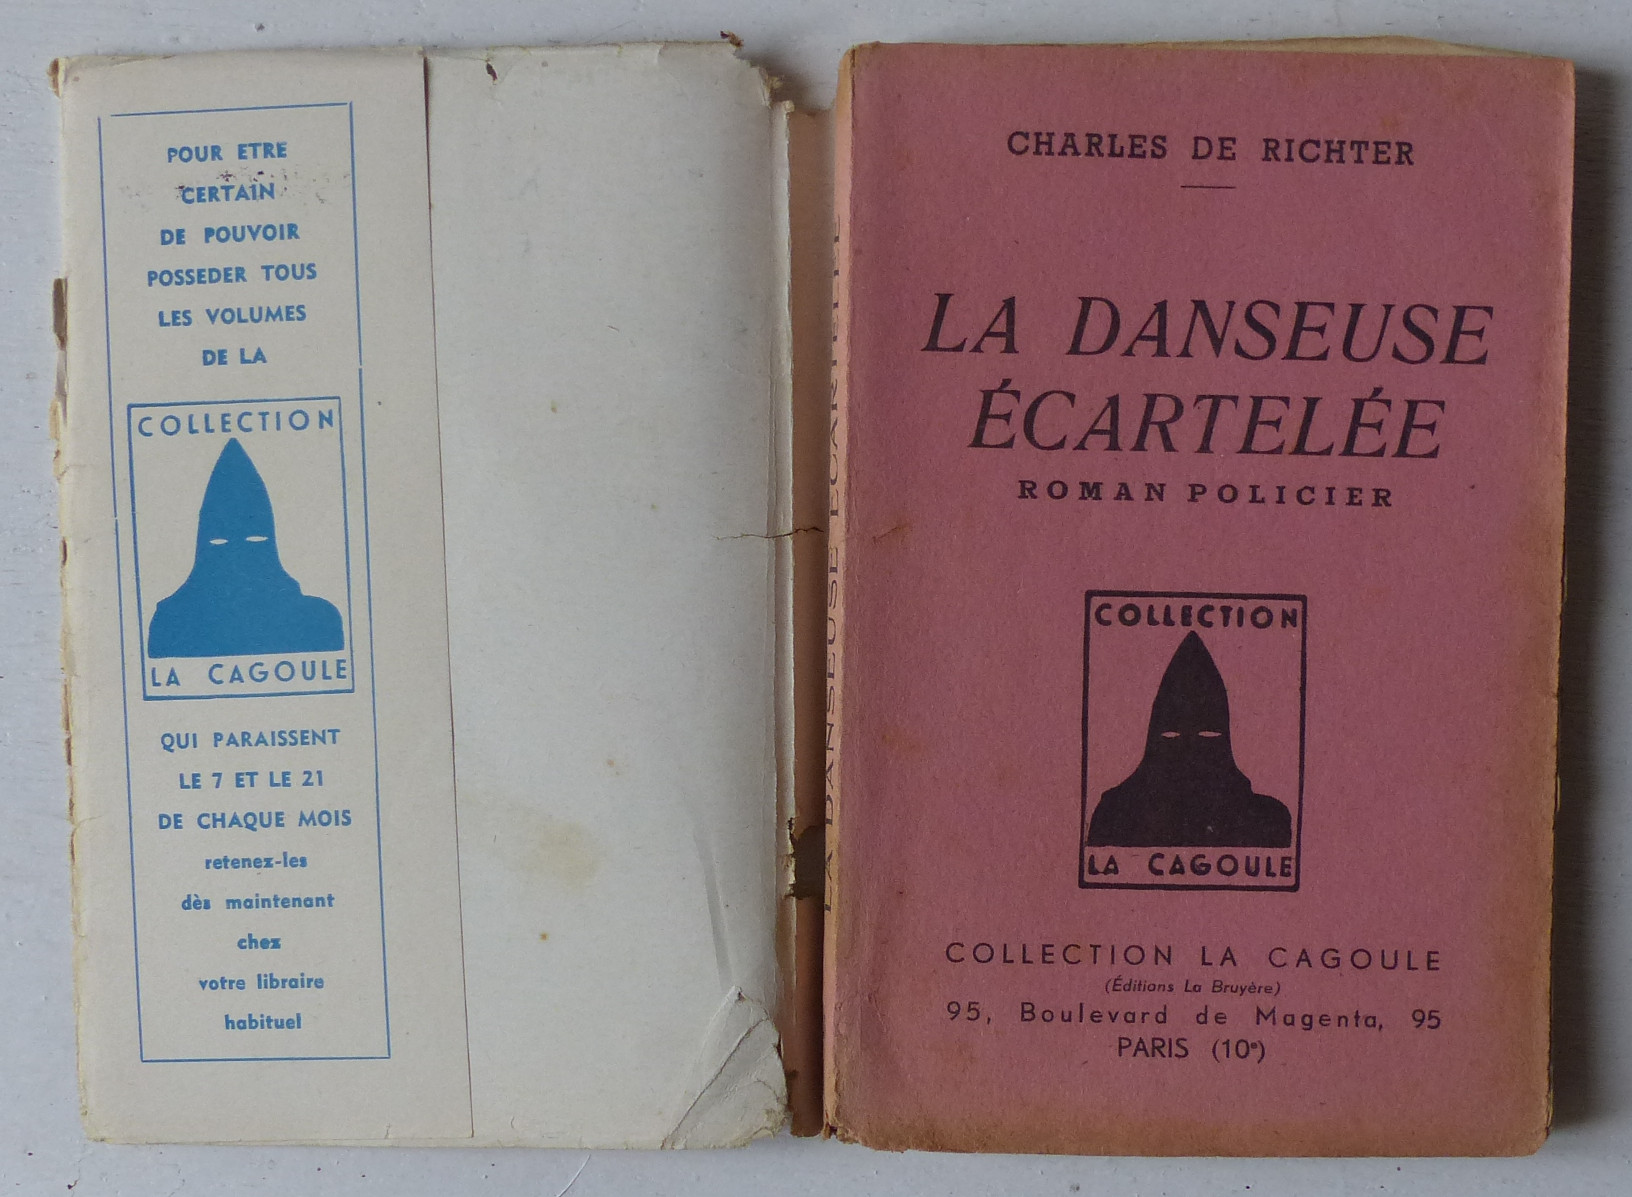 POUR ETRE
CERTAIN
DE POUVOIR
POSSEDER TOUS
LES VOLUMES
DE LA
COLLECTION
LA CAGOULE
QUI PARAISSENT
LE 7 ET LE 21
DE CHAQUE MOIS
retenez-les
dès maintenant
chez
votre libraire
habituel
LA DANSEUSE ÉCARTELÉE
CHARLES DE RICHTER
LA DANSEUSE
ÉCARTELÉE
ROMAN POLICIER
COLLECTION
LA CAGOULE
COLLECTION LA CAGOULE
(Éditions La Bruyère)
95, Boulevard de Magenta, 95
PARIS (10e)